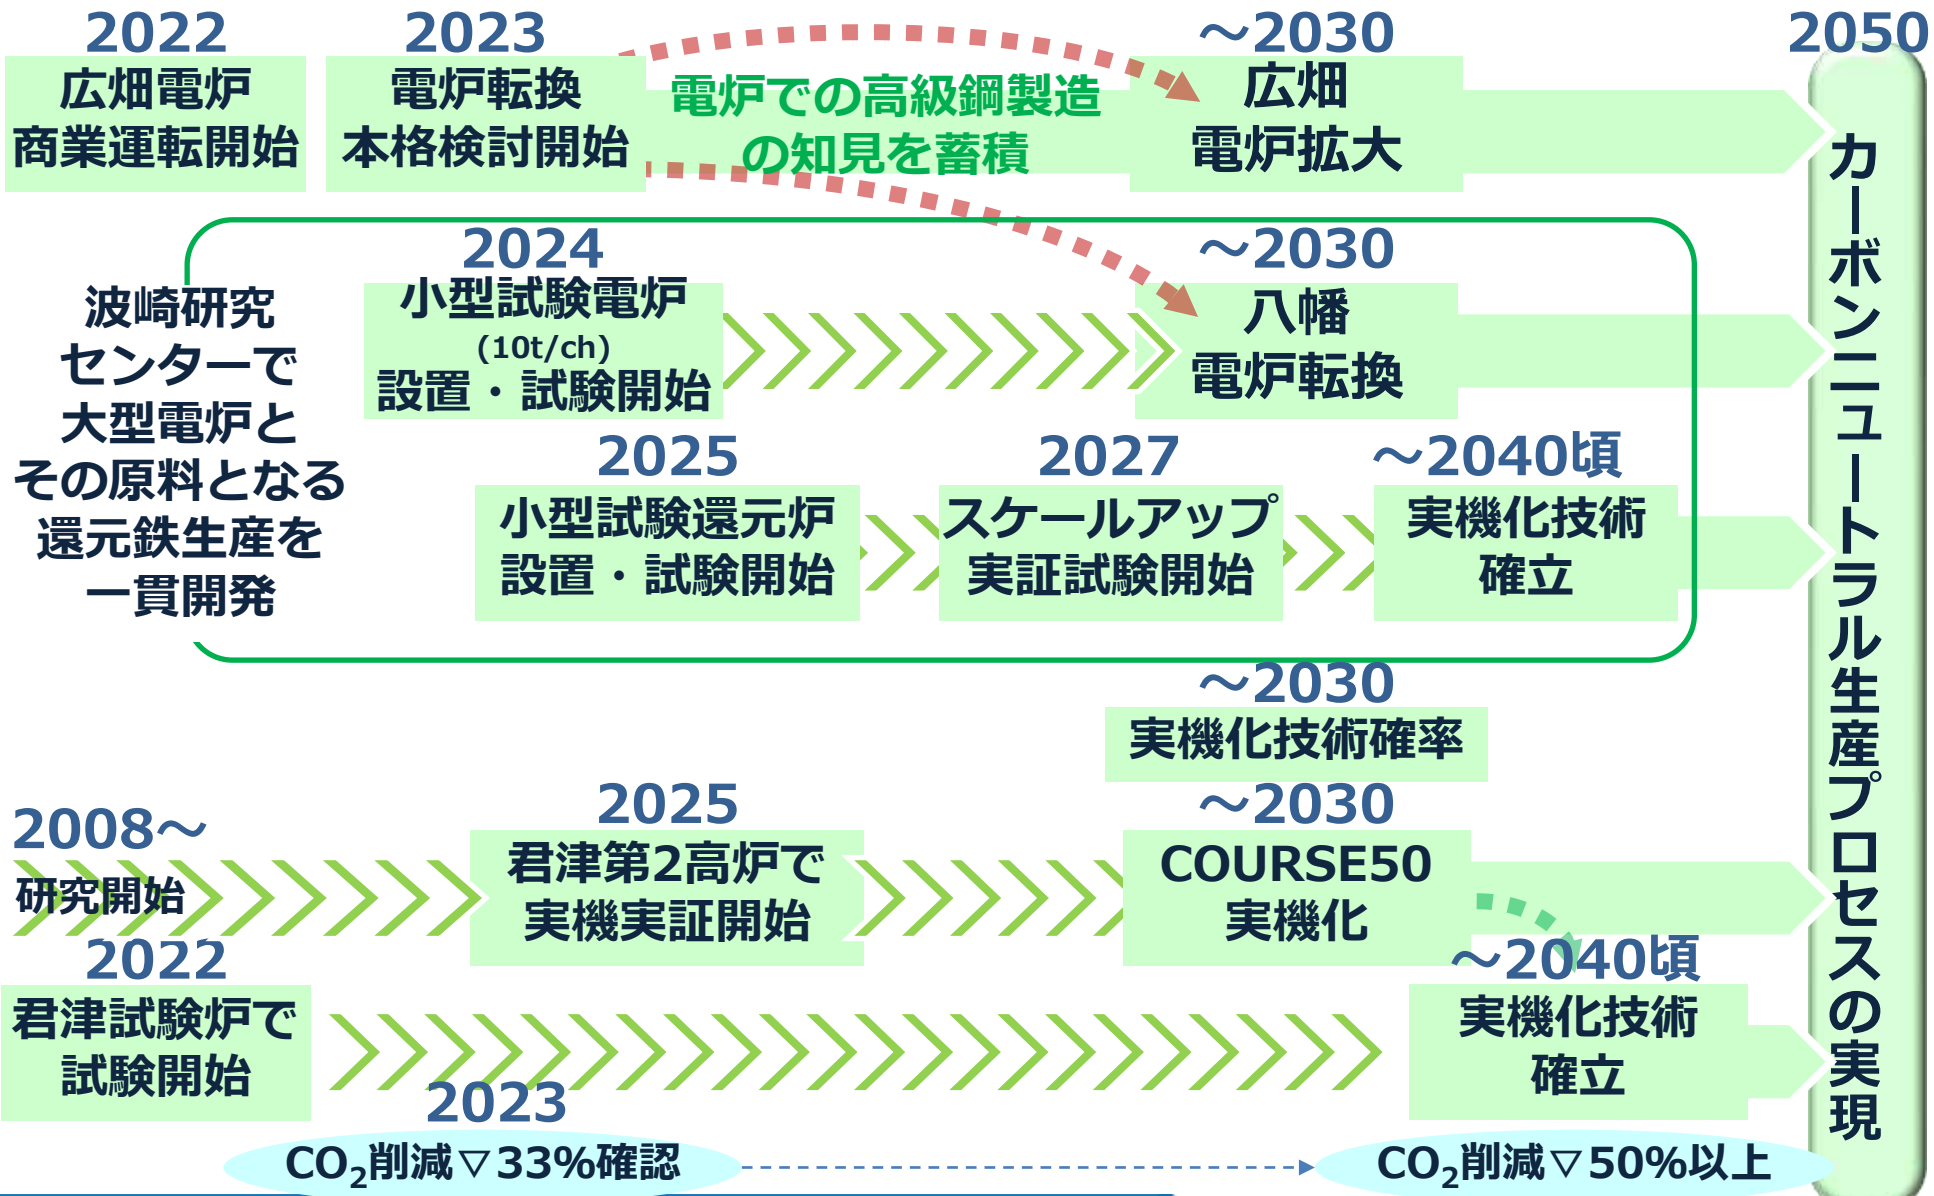 2022
広畑電炉
商業運転開始
2023
電炉転換
本格検討開始
電炉での高級鋼製造
の知見を蓄積
～2030
広畑
電炉拡大
2050
カーボンニュートラル生産プロセスの実現
波崎研究
センターで
大型電炉と
その原料となる
還元鉄生産を
一貫開発
2024
小型試験電炉
(10t/ch)
設置・試験開始
～2030
八幡
電炉転換
2025
小型試験還元炉
設置・試験開始
2027
スケールアップ
実証試験開始
～2040頃
実機化技術
確立
～2030
実機化技術確率
2008～
研究開始
2025
君津第2高炉で
実機実証開始
～2030
COURSE50
実機化
2022
君津試験炉で
試験開始
～2040頃
実機化技術
確立
2023
CO₂削減▽33%確認
CO₂削減▽50%以上